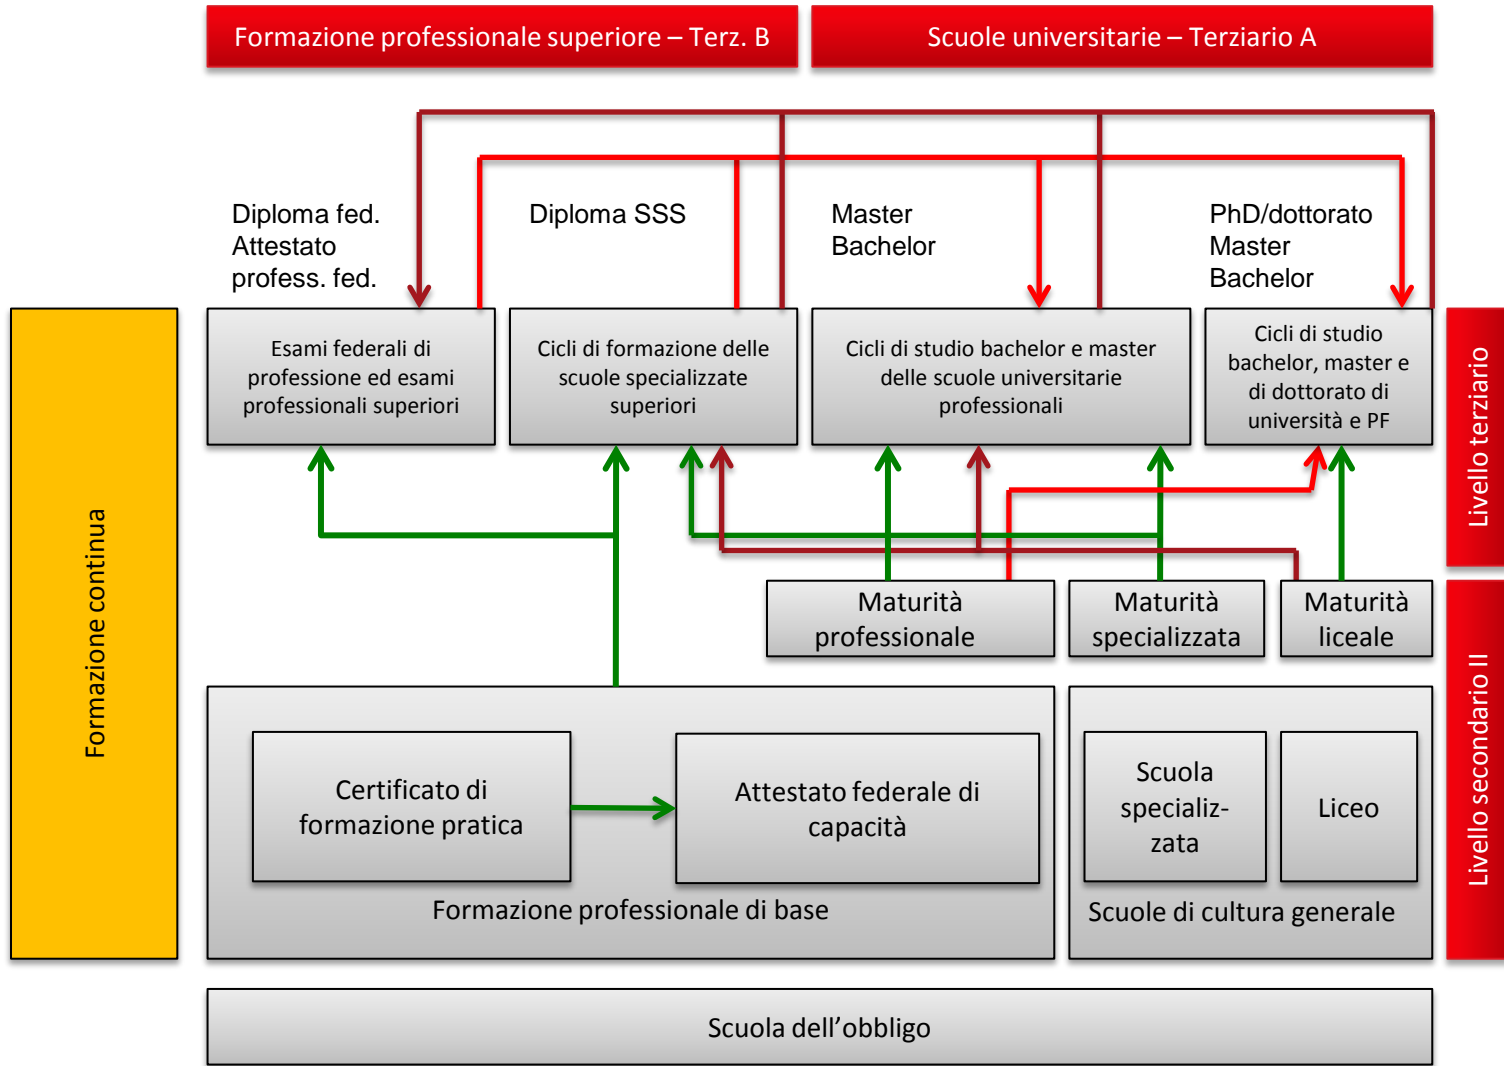 Formazione professionale superiore – Terz. B
Scuole universitarie – Terziario A
Diploma fed.
Attestato
profess. fed.
Diploma SSS
Master
Bachelor
PhD/dottorato
Master
Bachelor
Esami federali di
professione ed esami
professionali superiori
Cicli di formazione delle
scuole specializzate
superiori
Cicli di studio bachelor e master
delle scuole universitarie
professionali
Cicli di studio
bachelor, master e
di dottorato di
università e PF
Livello terziario
Formazione continua
Maturità
professionale
Maturità
specializzata
Maturità
liceale
Livello secondario II
Certificato di
formazione pratica
Attestato federale di
capacità
Scuola
specializ-
zata
Liceo
Formazione professionale di base
Scuole di cultura generale
Scuola dell’obbligo